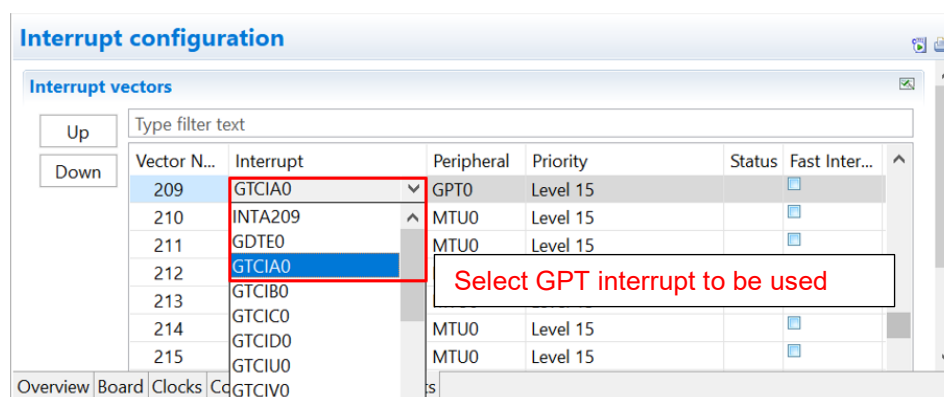 Interrupt configuration
Interrupt vectors
Up
Down
Type filter text
Vector N... Interrupt Peripheral Priority Status Fast Inter...
209 GTCIA0 GPT0 Level 15
210 INTA209 MTU0 Level 15
211 GDTE0 MTU0 Level 15
212 GTCIA0
Select GPT interrupt to be used
213 GTCIB0
214 GTCIC0 MTU0 Level 15
GTCID0
215 GTCIU0 MTU0 Level 15
Overview Board Clocks GTCIV0